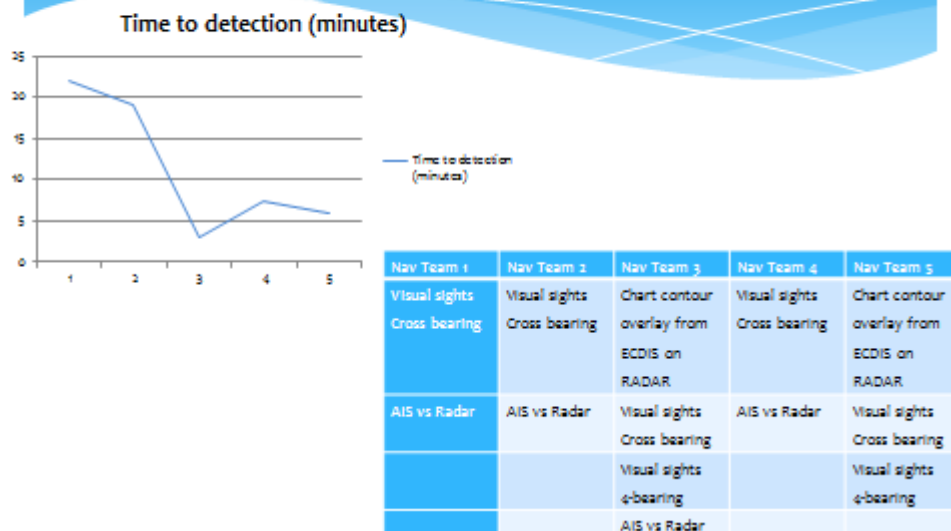 Time to detection (minutes)
25
20
15
10
5
0
1 2 3 4 5
Time to detection
(minutes)
Nav Team 1 Nav Team 2 Nav Team 3 Nav Team 4 Nav Team 5
Visual sights Visual sights Chart contour Visual sights Chart contour
Cross bearing Cross bearing overlay from Cross bearing overlay from
ECDIS on ECDIS on
RADAR RADAR
AIS vs Radar AIS vs Radar Visual sights AIS vs Radar Visual sights
Cross bearing Cross bearing
Visual sights Visual sights
4-bearing 4-bearing
AIS vs Radar